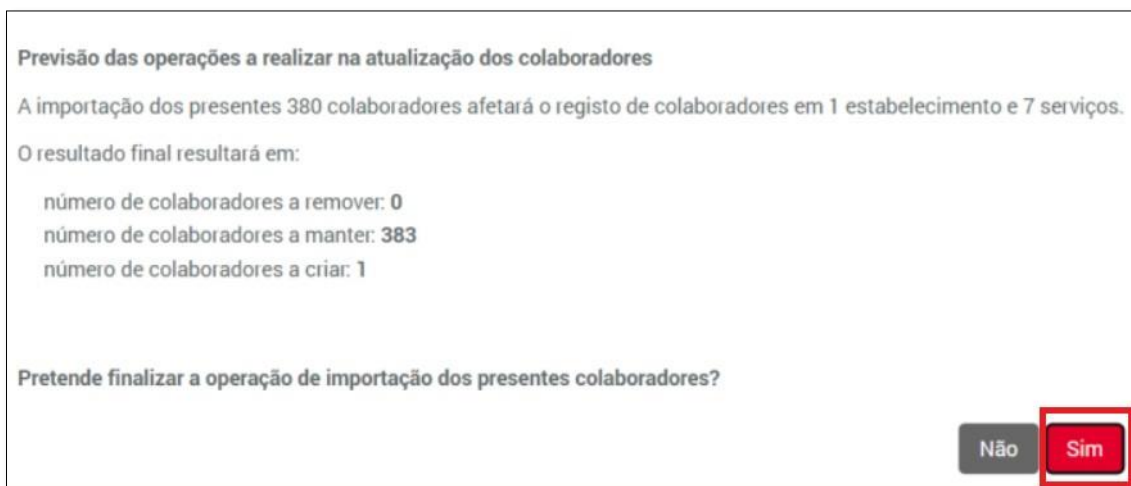 Previsão das operações a realizar na atualização dos colaboradores
A importação dos presentes 380 colaboradores afetará o registo de colaboradores em 1 estabelecimento e 7 serviços.
O resultado final resultará em:
número de colaboradores a remover: 0
número de colaboradores a manter: 383
número de colaboradores a criar: 1
Pretende finalizar a operação de importação dos presentes colaboradores?
Não Sim